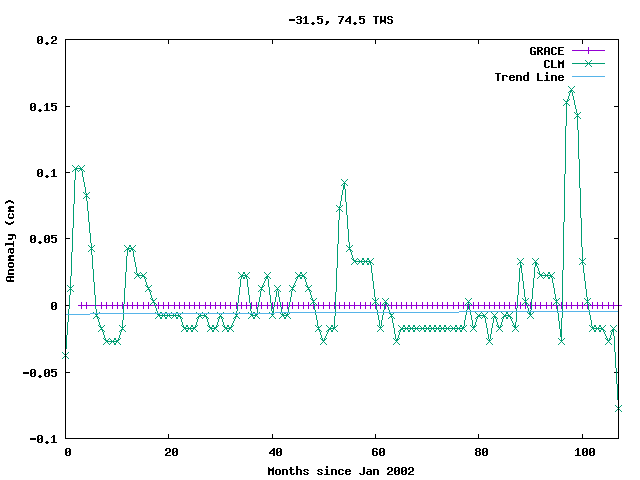 -31.5, 74.5 TWS
GRACE
CLM
Trend Line
0.2
0.15
0.1
0.05
0
-0.05
-0.1
Anomaly (cm)
0 20 40 60 80 100
Months since Jan 2002